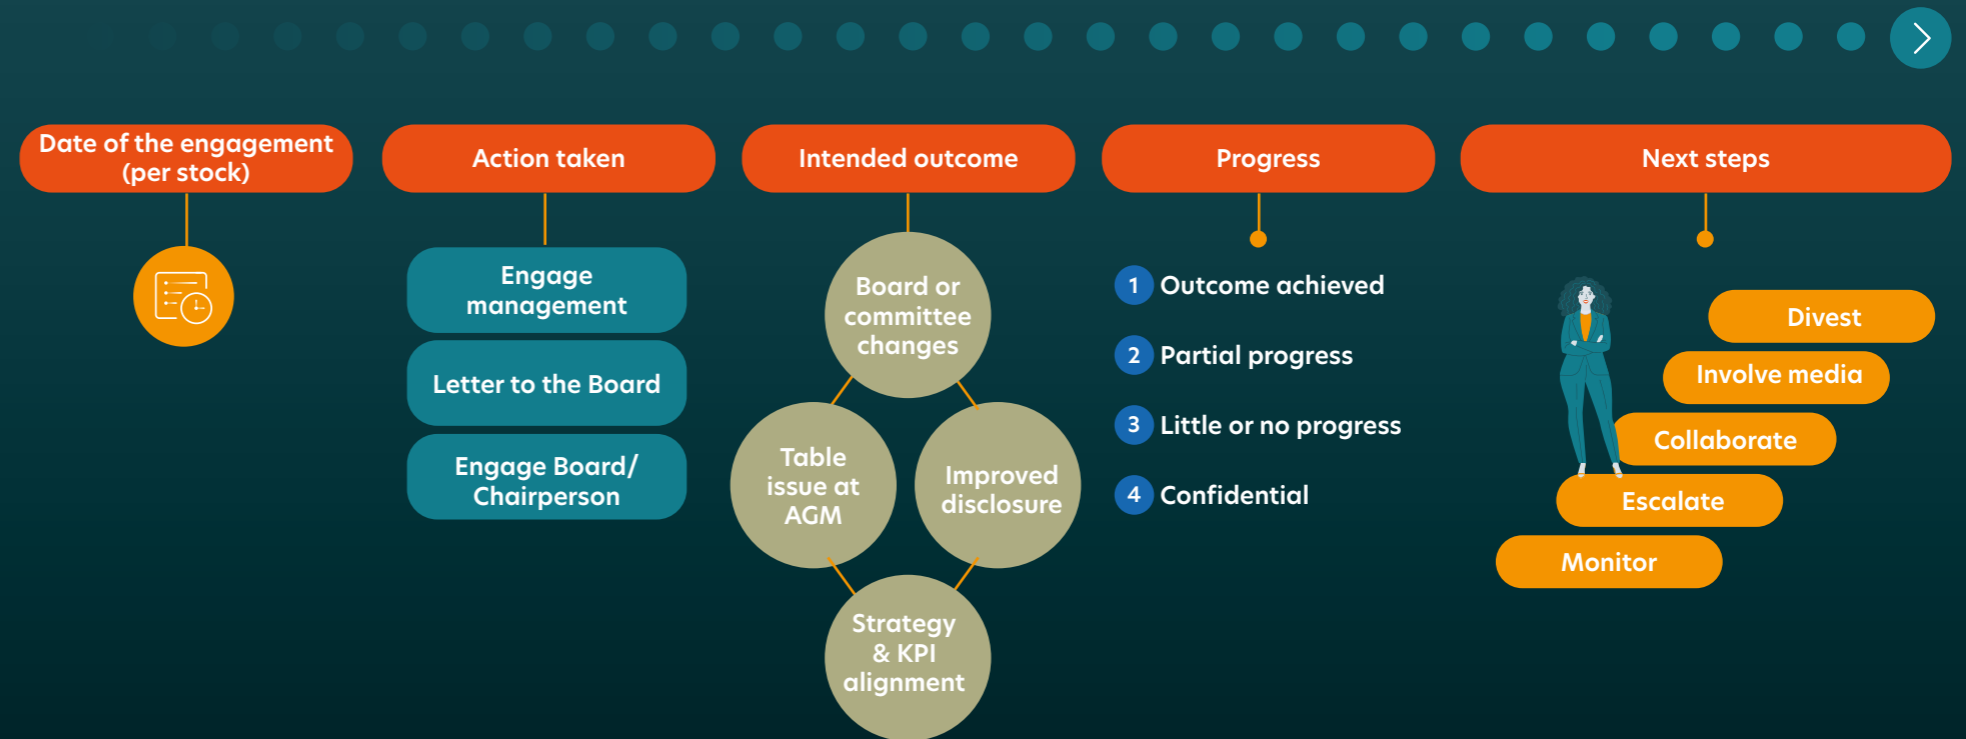 Date of the engagement
(per stock)
Action taken
Engage
management
Letter to the Board
Engage Board/
Chairperson
Intended outcome
Board or
committee
changes
Table
issue at
AGM
Improved
disclosure
Strategy
& KPI
alignment
Progress
1 Outcome achieved
2 Partial progress
3 Little or no progress
4 Confidential
Next steps
Divest
Involve media
Collaborate
Escalate
Monitor